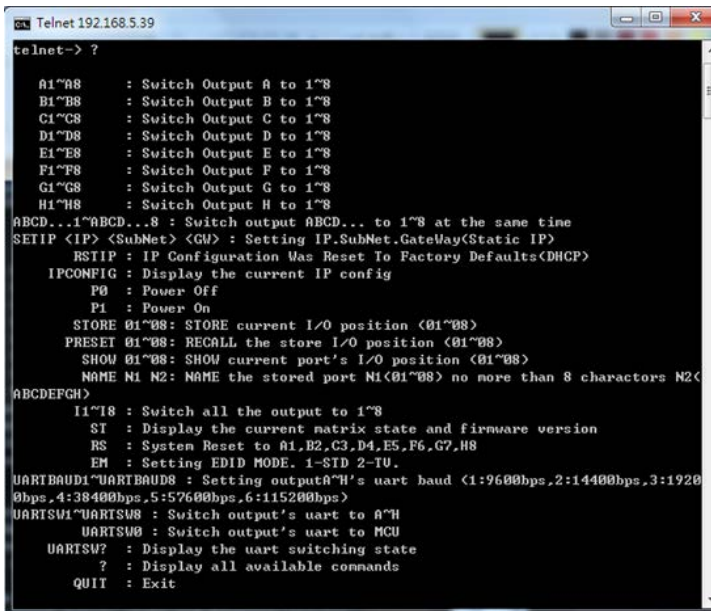 Telnet 192.168.5.39
telnet-> ?
A1~A8 : Switch Output A to 1~8
B1~B8 : Switch Output B to 1~8
C1~C8 : Switch Output C to 1~8
D1~D8 : Switch Output D to 1~8
E1~E8 : Switch Output E to 1~8
F1~F8 : Switch Output F to 1~8
G1~G8 : Switch Output G to 1~8
H1~H8 : Switch Output H to 1~8
ABCD...1~ABCD...8 : Switch output ABCD... to 1~8 at the same time
SETIP <IP> <SubNet> <GW> : Setting IP.SubNet.GateWay(Static IP)
RSTIP : IP Configuration Was Reset To Factory Defaults(DHCP)
IPCONFIG : Display the current IP config
P0 : Power Off
P1 : Power On
STORE 01~08: STORE current I/O position (01~08)
PRESET 01~08: RECALL the store I/O position (01~08)
SHOW 01~08: SHOW current port's I/O position (01~08)
NAME N1 N2: NAME the stored port N1(01~08) no more than 8 charactors N2(
ABCDEFGH)
I1~I8 : Switch all the output to 1~8
ST : Display the current matrix state and firmware version
RS : System Reset to A1,B2,C3,D4,E5,F6,G7,H8
EM : Setting EDID MODE. 1-STD 2-TV.
UARTBAUD1~UARTBAUD8 : Setting outputA~H's uart baud (1:9600bps,2:14400bps,3:1920
0bps,4:38400bps,5:57600bps,6:115200bps)
UARTSW1~UARTSW8 : Switch output's uart to A~H
UARTSW0 : Switch output's uart to MCU
UARTSW? : Display the uart switching state
? : Display all available commands
QUIT : Exit